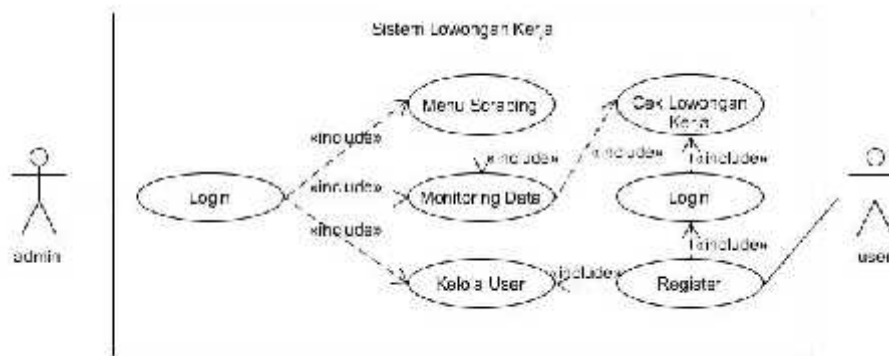 Sistem Lowongan Kerja
Menu Scraping
Cek Lowongan
Kerja
«include»
«include»
«include»
«include»
admin
Login
«include»
Monitoring Data
Login
«include»
«include»
user
Kelola User
«include»
Register